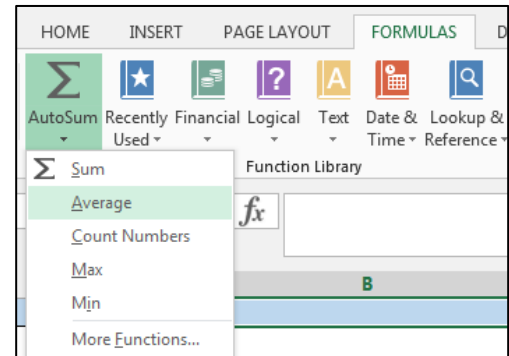 HOME INSERT PAGE LAYOUT FORMULAS D
AutoSum Recently Used Financial Logical Text Date & Time Lookup & Reference
Function Library
Σ Sum
Average
fx
Count Numbers
Max
B
Min
More Functions...